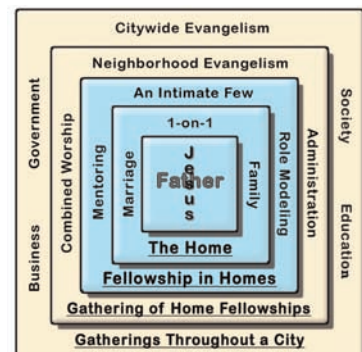 Citywide Evangelism
Government
Business
Society
Education
Gatherings Throughout a City
Neighborhood Evangelism
Combined Worship
Administration
Gathering of Home Fellowships
An Intimate Few
Mentoring
Role Modeling
Fellowship in Homes
1-on-1
Marriage
Family
The Home
Jesus
Father